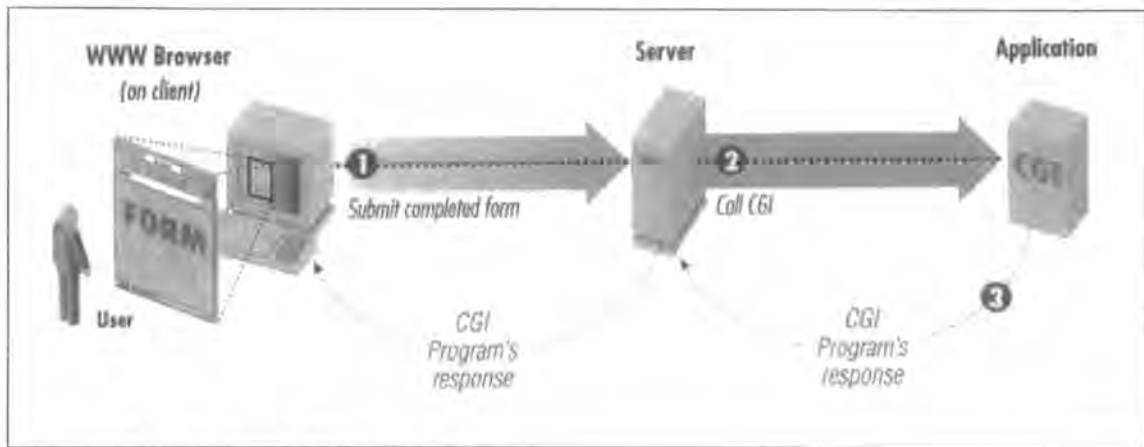 WWW Browser
(on client)
Server
Application
FORM
1
2
CGI
Submit completed form
Call CGI
User
3
CGI
Program's
response
CGI
Program's
response